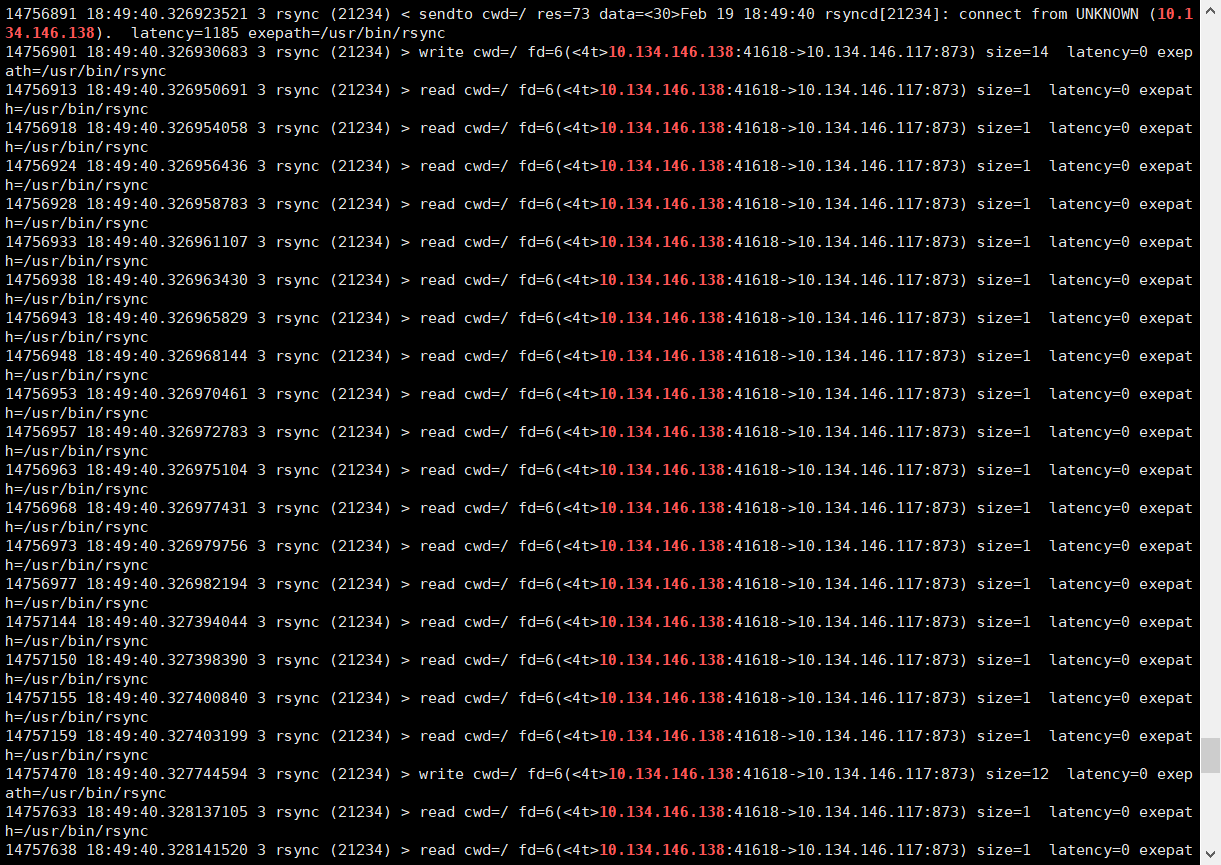 14756891 18:49:40.326923521 3 rsync (21234) < sendto cwd=/ res=73 data=<30>Feb 19 18:49:40 rsyncd[21234]: connect from UNKNOWN (10.1
34.146.138).  latency=1185 exepath=/usr/bin/rsync
14756901 18:49:40.326930683 3 rsync (21234) > write cwd=/ fd=6(<4t>10.134.146.138:41618->10.134.146.117:873) size=14  latency=0 exep
ath=/usr/bin/rsync
14756913 18:49:40.326950691 3 rsync (21234) > read cwd=/ fd=6(<4t>10.134.146.138:41618->10.134.146.117:873) size=1  latency=0 exepat
h=/usr/bin/rsync
14756918 18:49:40.326954058 3 rsync (21234) > read cwd=/ fd=6(<4t>10.134.146.138:41618->10.134.146.117:873) size=1  latency=0 exepat
h=/usr/bin/rsync
14756924 18:49:40.326956436 3 rsync (21234) > read cwd=/ fd=6(<4t>10.134.146.138:41618->10.134.146.117:873) size=1  latency=0 exepat
h=/usr/bin/rsync
14756928 18:49:40.326958783 3 rsync (21234) > read cwd=/ fd=6(<4t>10.134.146.138:41618->10.134.146.117:873) size=1  latency=0 exepat
h=/usr/bin/rsync
14756933 18:49:40.326961107 3 rsync (21234) > read cwd=/ fd=6(<4t>10.134.146.138:41618->10.134.146.117:873) size=1  latency=0 exepat
h=/usr/bin/rsync
14756938 18:49:40.326963430 3 rsync (21234) > read cwd=/ fd=6(<4t>10.134.146.138:41618->10.134.146.117:873) size=1  latency=0 exepat
h=/usr/bin/rsync
14756943 18:49:40.326965829 3 rsync (21234) > read cwd=/ fd=6(<4t>10.134.146.138:41618->10.134.146.117:873) size=1  latency=0 exepat
h=/usr/bin/rsync
14756948 18:49:40.326968144 3 rsync (21234) > read cwd=/ fd=6(<4t>10.134.146.138:41618->10.134.146.117:873) size=1  latency=0 exepat
h=/usr/bin/rsync
14756953 18:49:40.326970461 3 rsync (21234) > read cwd=/ fd=6(<4t>10.134.146.138:41618->10.134.146.117:873) size=1  latency=0 exepat
h=/usr/bin/rsync
14756957 18:49:40.326972783 3 rsync (21234) > read cwd=/ fd=6(<4t>10.134.146.138:41618->10.134.146.117:873) size=1  latency=0 exepat
h=/usr/bin/rsync
14756963 18:49:40.326975104 3 rsync (21234) > read cwd=/ fd=6(<4t>10.134.146.138:41618->10.134.146.117:873) size=1  latency=0 exepat
h=/usr/bin/rsync
14756968 18:49:40.326977431 3 rsync (21234) > read cwd=/ fd=6(<4t>10.134.146.138:41618->10.134.146.117:873) size=1  latency=0 exepat
h=/usr/bin/rsync
14756973 18:49:40.326979756 3 rsync (21234) > read cwd=/ fd=6(<4t>10.134.146.138:41618->10.134.146.117:873) size=1  latency=0 exepat
h=/usr/bin/rsync
14756977 18:49:40.326982194 3 rsync (21234) > read cwd=/ fd=6(<4t>10.134.146.138:41618->10.134.146.117:873) size=1  latency=0 exepat
h=/usr/bin/rsync
14757144 18:49:40.327394044 3 rsync (21234) > read cwd=/ fd=6(<4t>10.134.146.138:41618->10.134.146.117:873) size=1  latency=0 exepat
h=/usr/bin/rsync
14757150 18:49:40.327398390 3 rsync (21234) > read cwd=/ fd=6(<4t>10.134.146.138:41618->10.134.146.117:873) size=1  latency=0 exepat
h=/usr/bin/rsync
14757155 18:49:40.327400840 3 rsync (21234) > read cwd=/ fd=6(<4t>10.134.146.138:41618->10.134.146.117:873) size=1  latency=0 exepat
h=/usr/bin/rsync
14757159 18:49:40.327403199 3 rsync (21234) > read cwd=/ fd=6(<4t>10.134.146.138:41618->10.134.146.117:873) size=1  latency=0 exepat
h=/usr/bin/rsync
14757470 18:49:40.327744594 3 rsync (21234) > write cwd=/ fd=6(<4t>10.134.146.138:41618->10.134.146.117:873) size=12  latency=0 exep
ath=/usr/bin/rsync
14757633 18:49:40.328137105 3 rsync (21234) > read cwd=/ fd=6(<4t>10.134.146.138:41618->10.134.146.117:873) size=1  latency=0 exepat
h=/usr/bin/rsync
14757638 18:49:40.328141520 3 rsync (21234) > read cwd=/ fd=6(<4t>10.134.146.138:41618->10.134.146.117:873) size=1  latency=0 exepat